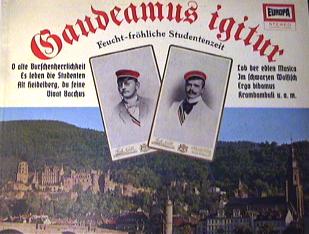 Gaudeamus igitur
EUROPA
STEREO
Feucht-fröhliche Studentenzeit
O alte Burschenherrlichkeit
Es leben die Studenten
Alt Heidelberg, du feine
Vivat Bacchus
Lob der edlen Musica
Im schwarzen Walfisch
Ergo bibamus
Krambambuli u. a. m.